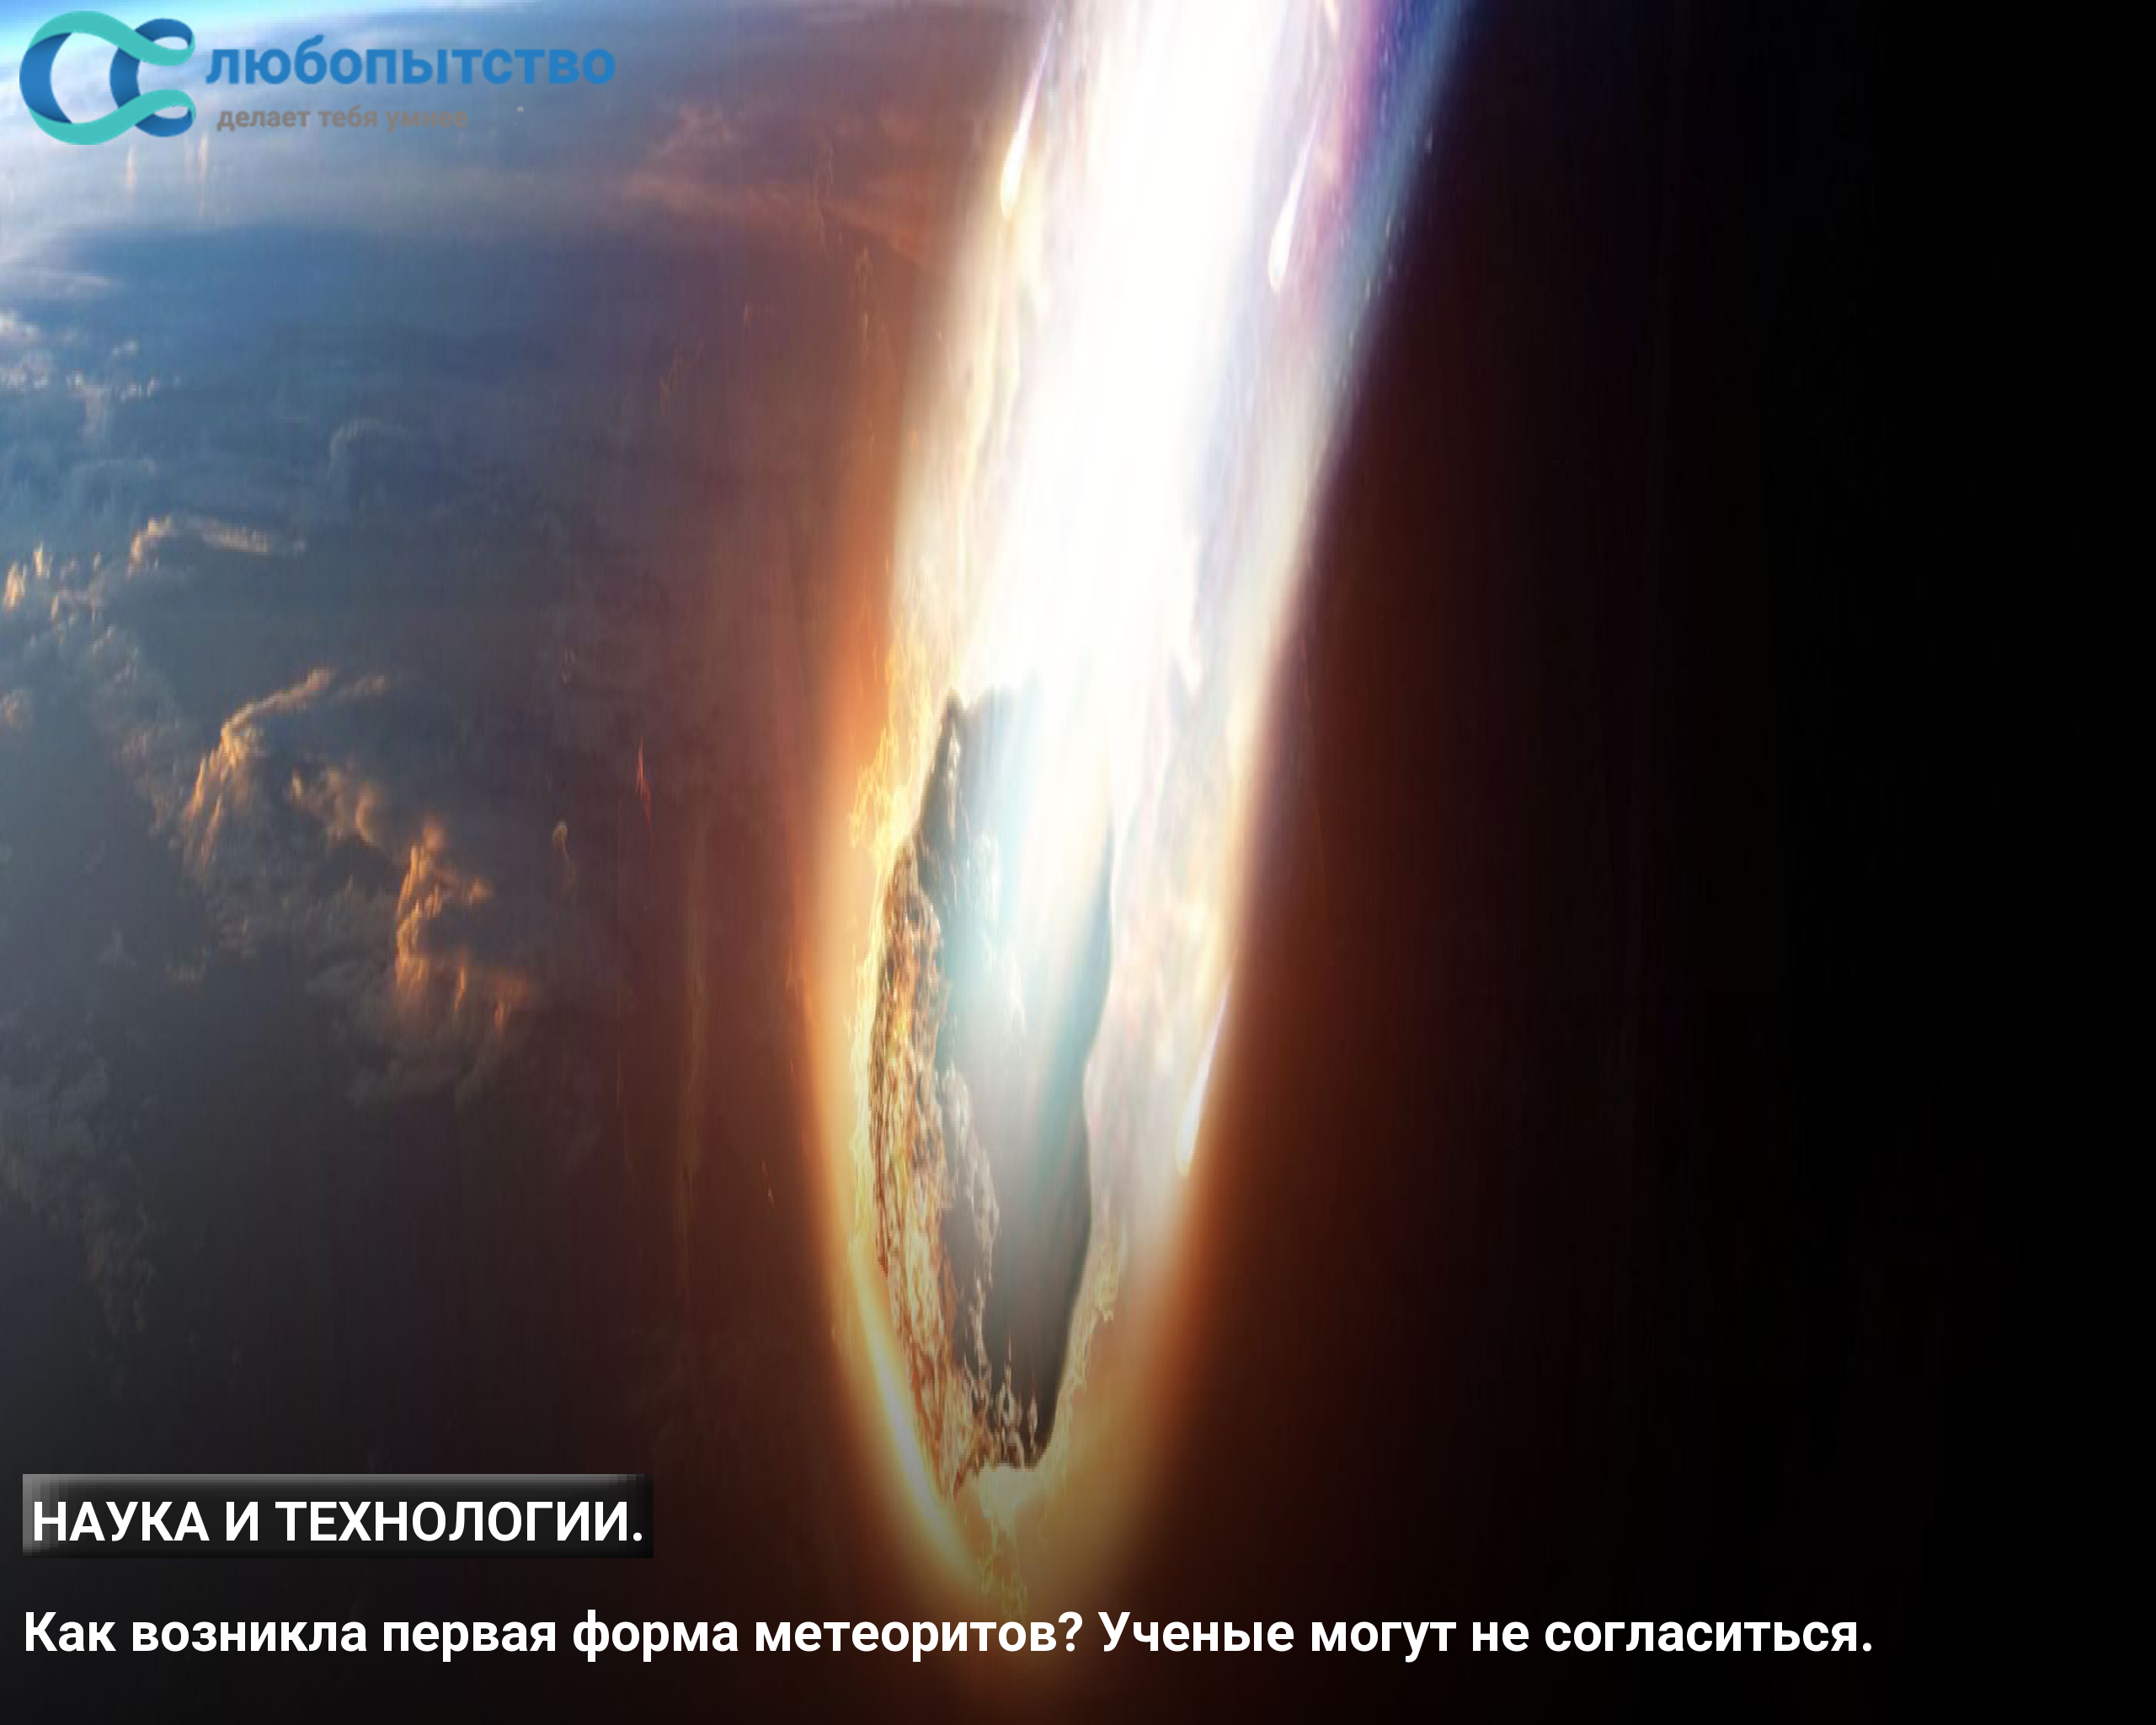 любопытство
делает тебя умнее
НАУКА И ТЕХНОЛОГИИ.
Как возникла первая форма метеоритов? Ученые могут не согласиться.